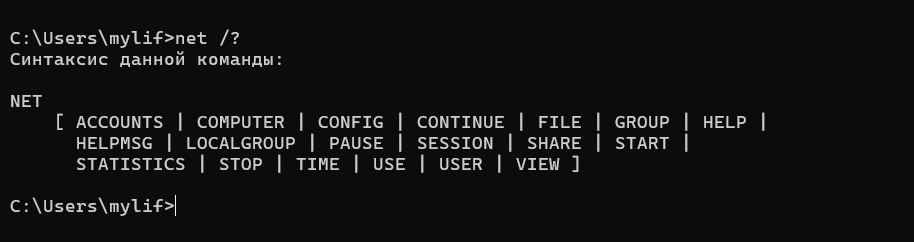 C:\Users\mylif>net /?
Синтаксис данной команды:
NET
[ ACCOUNTS | COMPUTER | CONFIG | CONTINUE | FILE | GROUP | HELP |
HELPMSG | LOCALGROUP | PAUSE | SESSION | SHARE | START |
STATISTICS | STOP | TIME | USE | USER | VIEW ]
C:\Users\mylif>